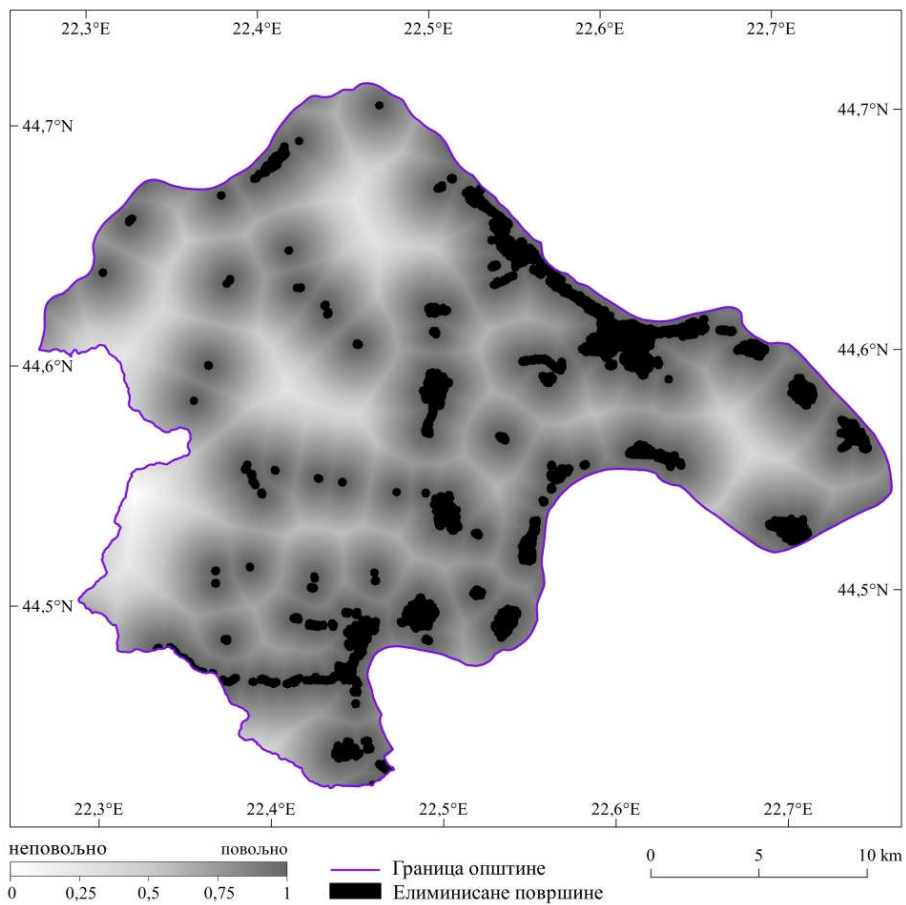 22,3°E 22,4°E 22,5°E 22,6°E 22,7°E
44,7°N 44,7°N
44,6°N 44,6°N
44,5°N 44,5°N
22,3°E 22,4°E 22,5°E 22,6°E 22,7°E
неповољно повољно
0 0,25 0,5 0,75 1
Граница општине
Елиминисане површине
0 5 10 km